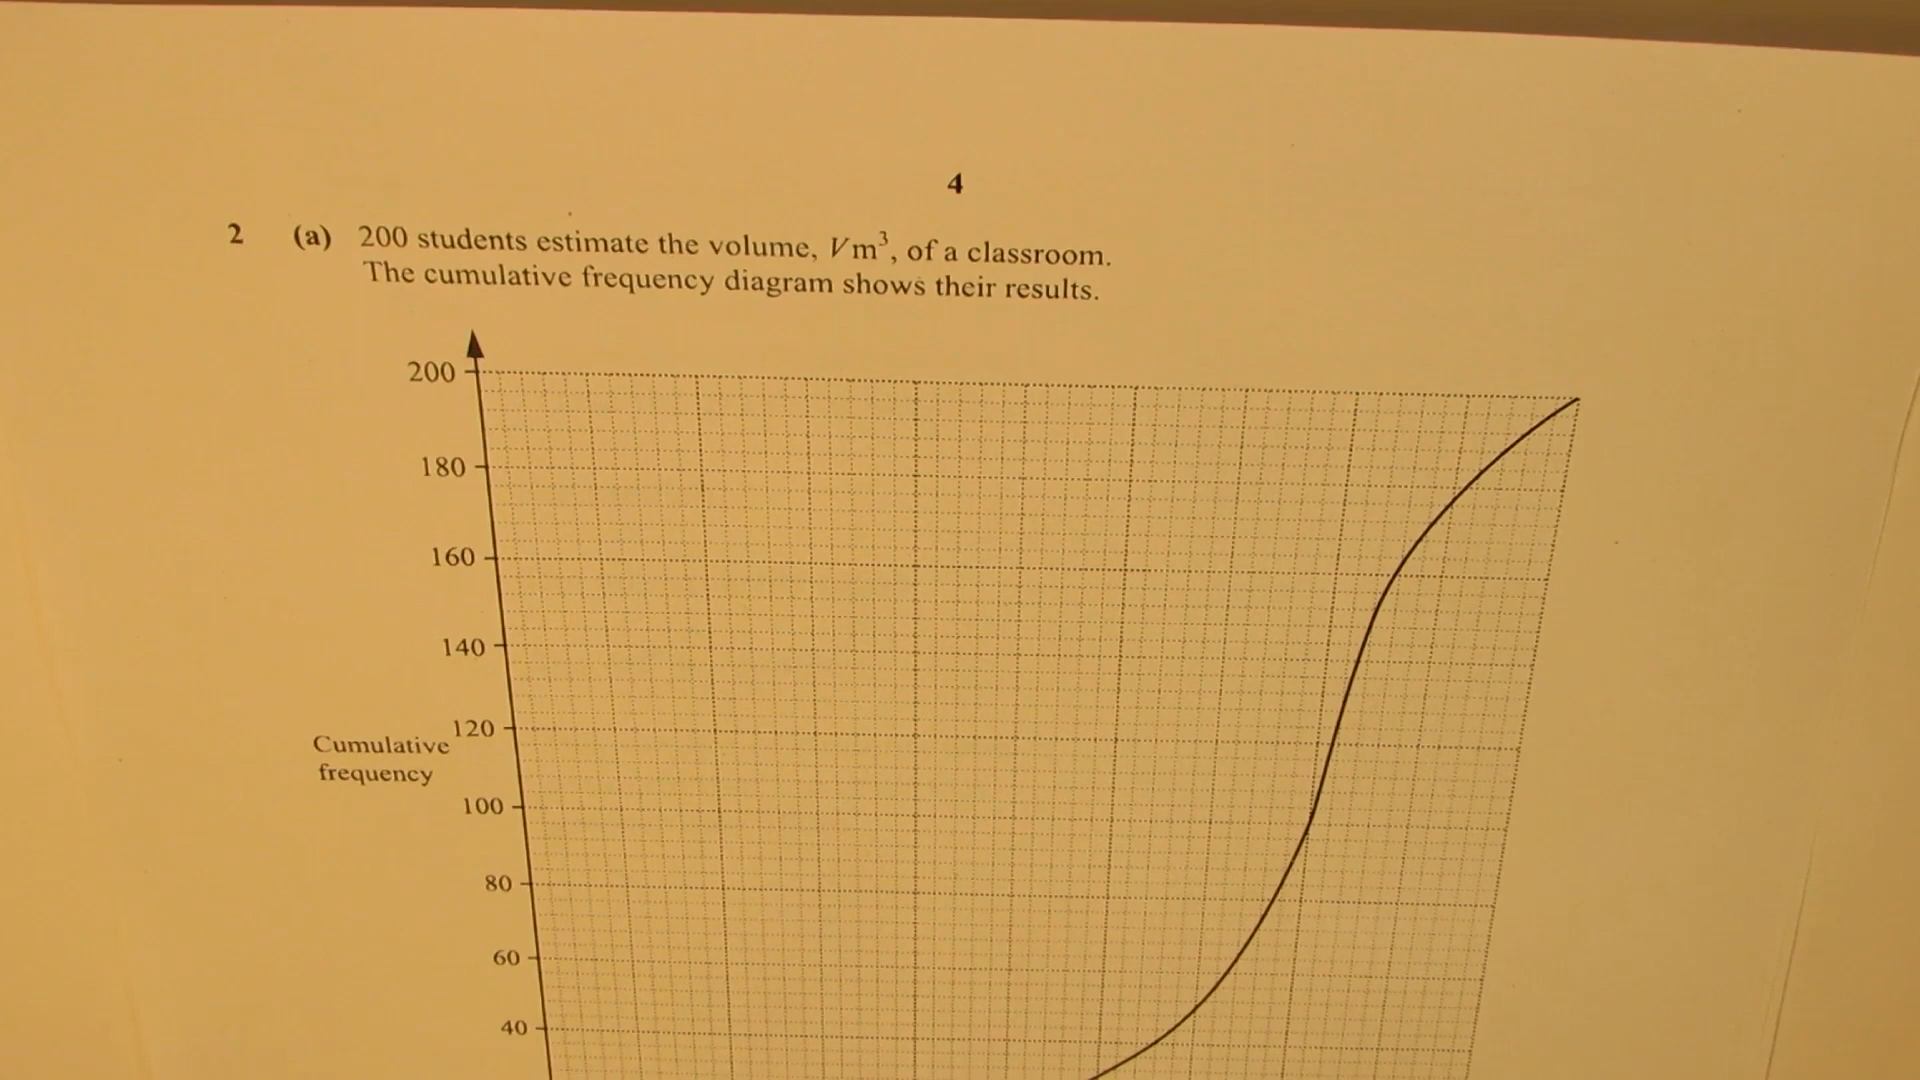 4
2 (a) 200 students estimate the volume, V m³, of a classroom.
The cumulative frequency diagram shows their results.
200
180
160
140
120
Cumulative
frequency
100
80
60
40